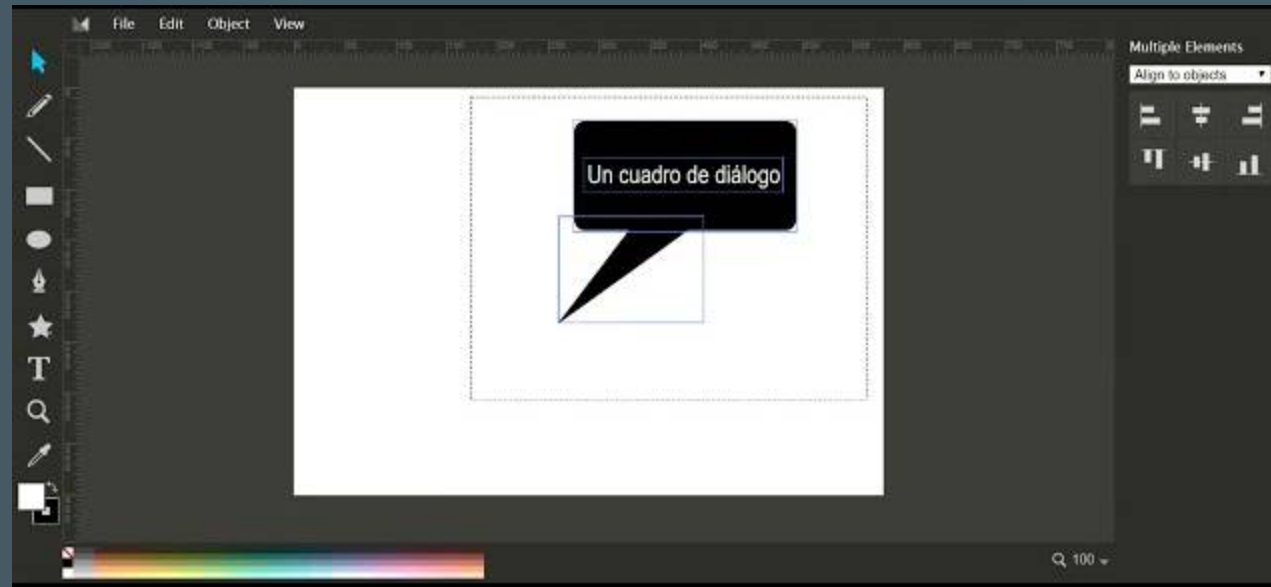 File Edit Object View
Multiple Elements
Align to objects
Un cuadro de diálogo
T
100